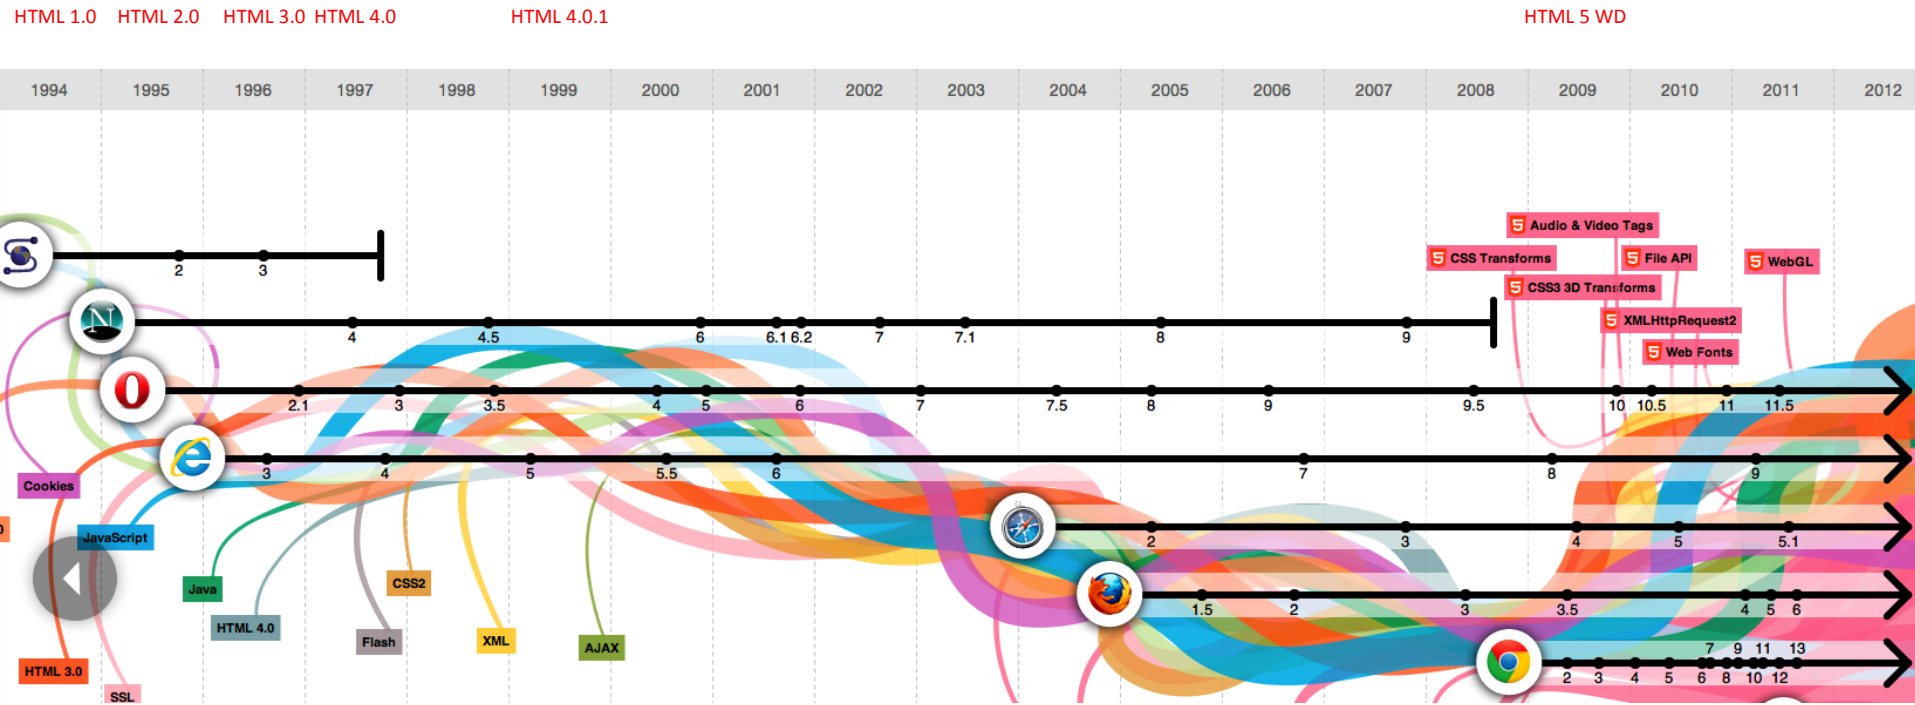 HTML 1.0 HTML 2.0 HTML 3.0 HTML 4.0 HTML 4.0.1 HTML 5 WD
1994 1995 1996 1997 1998 1999 2000 2001 2002 2003 2004 2005 2006 2007 2008 2009 2010 2011 2012
Audio & Video Tags
CSS Transforms File API WebGL
2 3
CSS3 3D Transforms
XMLHttpRequest2
N
4 4.5 6 6.1 6.2 7 7.1 8 9
Web Fonts
2.1 3 3.5 4 5 6 7 7.5 8 9 9.5 10 10.5 11 11.5
3 4 5 5.5 6 7 8 9
Cookies
JavaScript
2 3 4 5 5.1
Java
CSS2
1.5 2 3 3.5 4 5 6
HTML 4.0
Flash
XML
AJAX
7 9 11 13
2 3 4 5 6 8 10 12
HTML 3.0
SSL